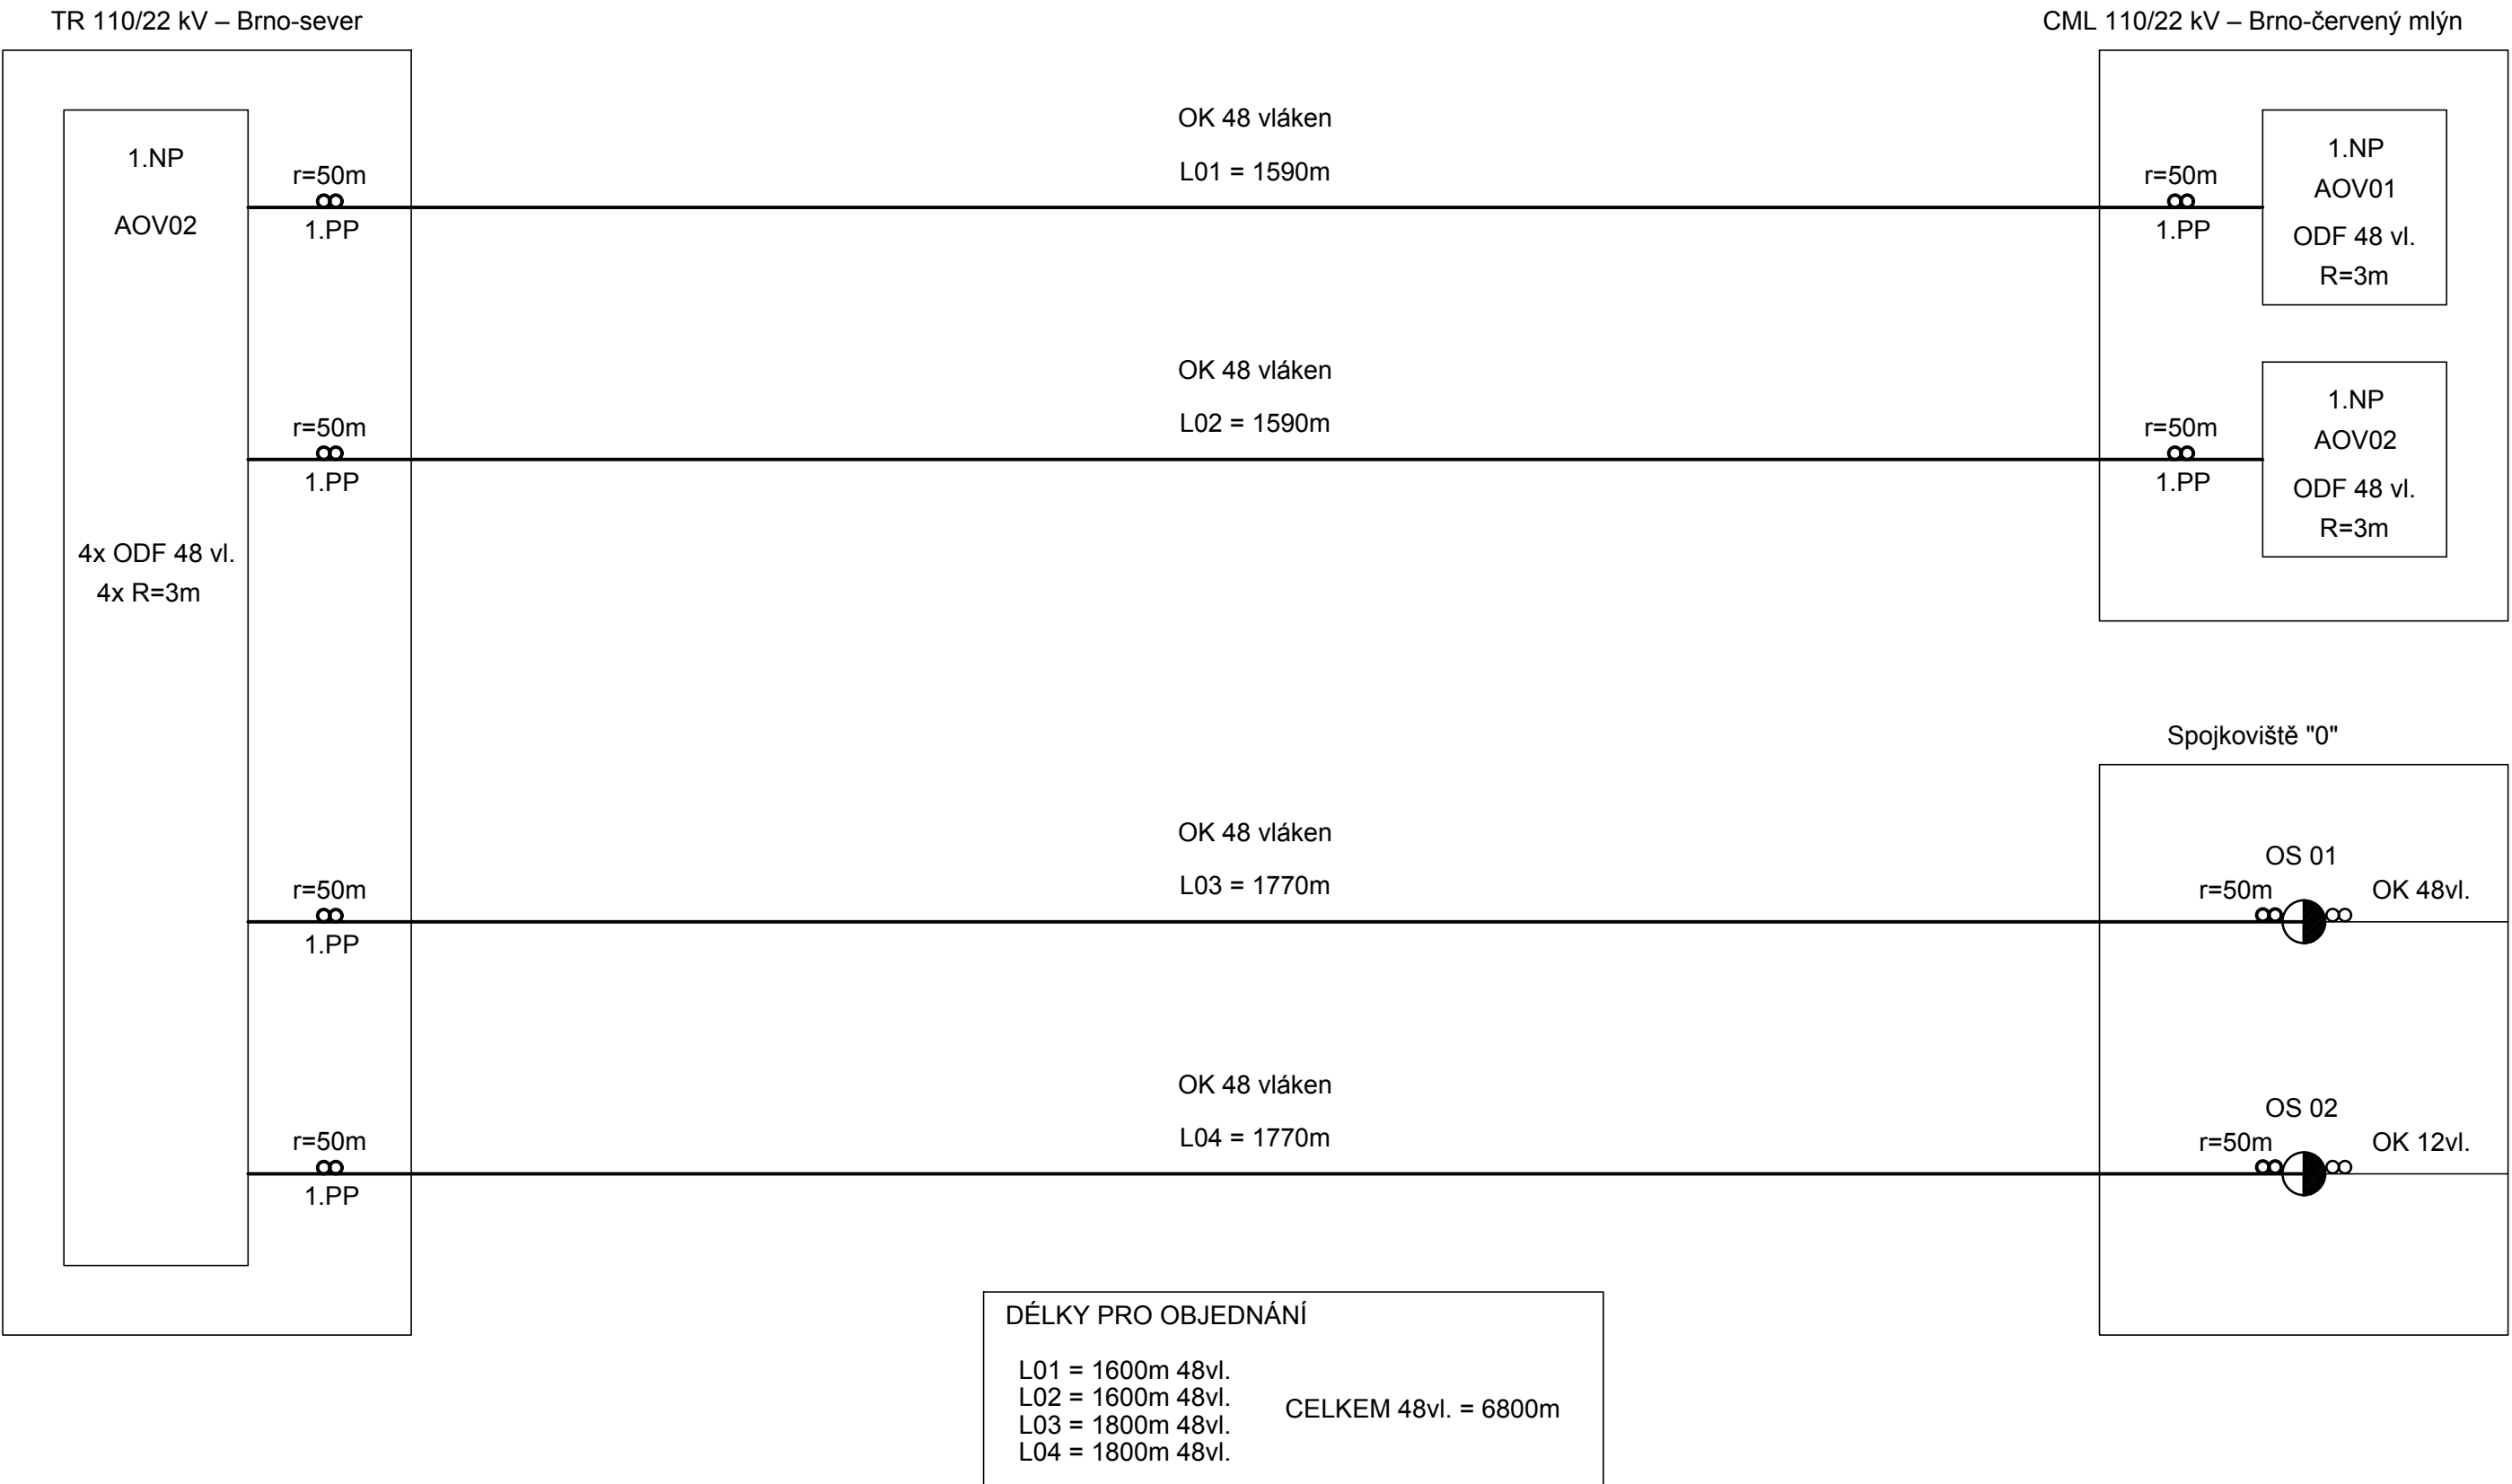 TR 110/22 kV – Brno-sever
CML 110/22 kV – Brno-červený mlýn
1.NP
AOV02
4x ODF 48 vl.
4x R=3m
r=50m
1.PP
OK 48 vláken
L01 = 1590m
r=50m
1.PP
1.NP
AOV01
ODF 48 vl.
R=3m
r=50m
1.PP
OK 48 vláken
L02 = 1590m
r=50m
1.PP
1.NP
AOV02
ODF 48 vl.
R=3m
Spojkoviště "0"
r=50m
1.PP
OK 48 vláken
L03 = 1770m
OS 01
r=50m
OK 48vl.
r=50m
1.PP
OK 48 vláken
L04 = 1770m
OS 02
r=50m
OK 12vl.
DÉLKY PRO OBJEDNÁNÍ
L01 = 1600m 48vl.
L02 = 1600m 48vl.
L03 = 1800m 48vl.
L04 = 1800m 48vl.
CELKEM 48vl. = 6800m